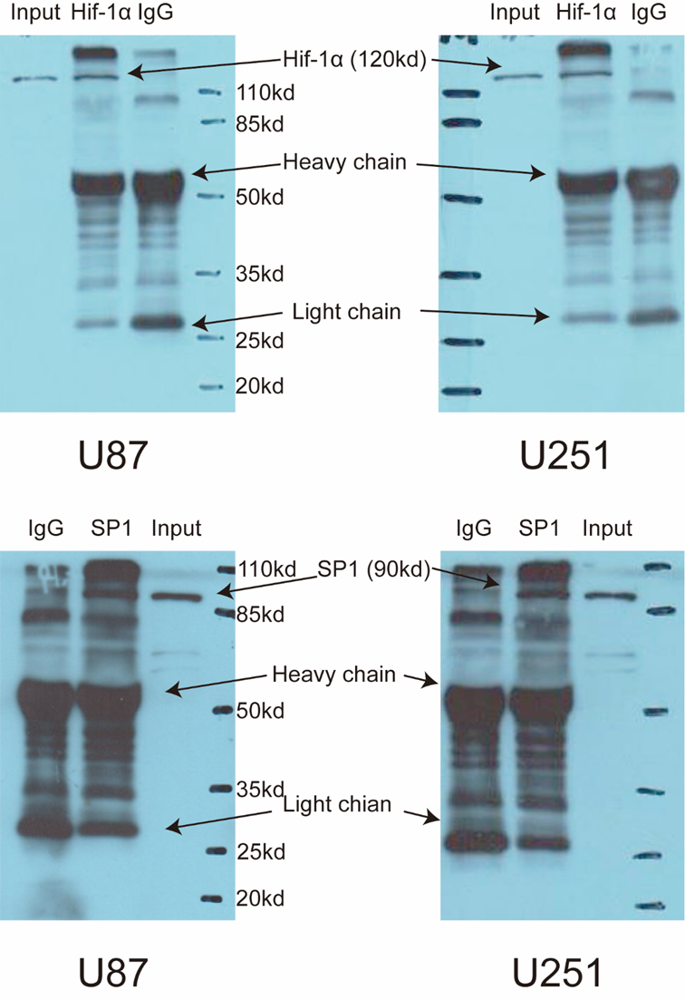 Input Hif-1α IgG
Input Hif-1α IgG
Hif-1α (120kd)
110kd
85kd
Heavy chain
50kd
35kd
Light chain
25kd
20kd
U87
U251
IgG SP1 Input
IgG SP1 Input
110kd
SP1 (90kd)
85kd
Heavy chain
50kd
35kd
Light chian
25kd
20kd
U87
U251